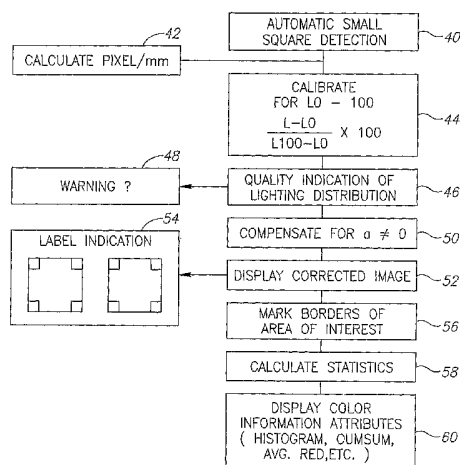 AUTOMATIC SMALL
SQUARE DETECTION
40
42
CALCULATE PIXEL/mm
CALIBRATE
FOR L0 - 100
L-L0
L100-L0
X 100
44
48
WARNING ?
QUALITY INDICATION OF
LIGHTING DISTRIBUTION
46
54
LABEL INDICATION
COMPENSATE FOR a ≠ 0
50
DISPLAY CORRECTED IMAGE
52
MARK BORDERS OF
AREA OF INTEREST
56
CALCULATE STATISTICS
58
DISPLAY COLOR
INFORMATION ATTRIBUTES
( HISTOGRAM, CUMSUM,
AVG. RED,ETC. )
60